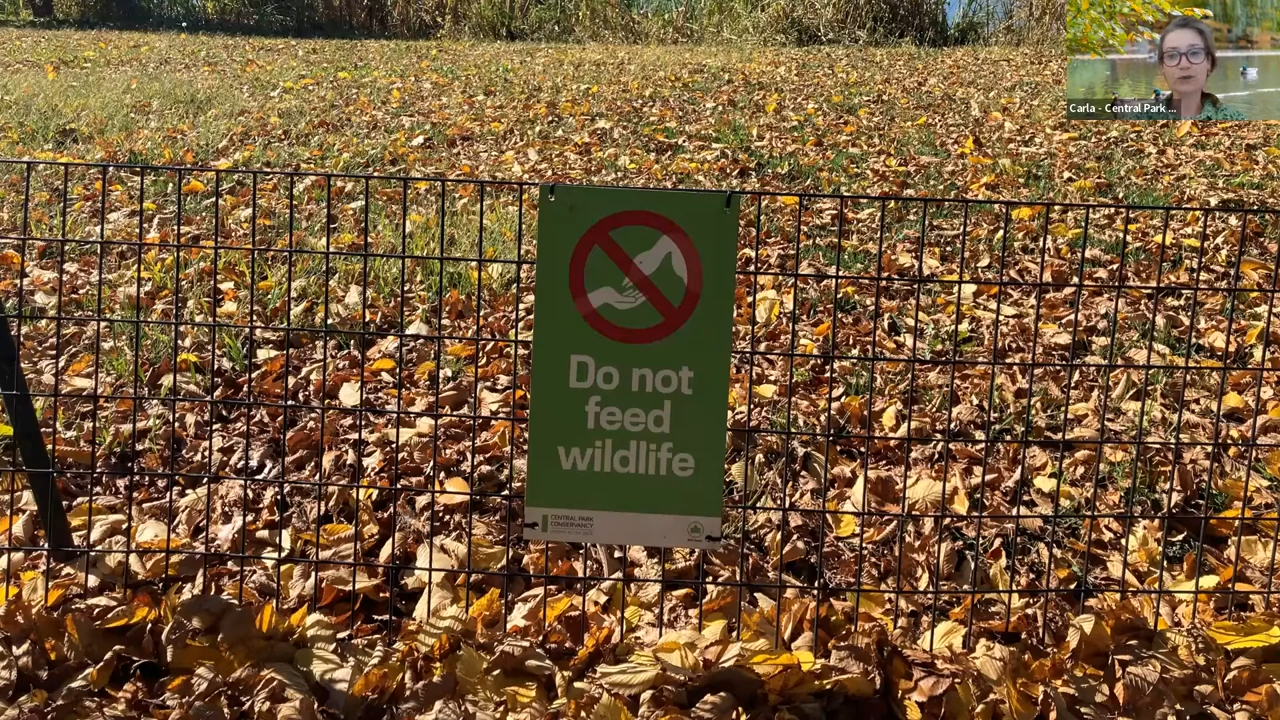 Carla - Central Park ...
Do not
feed
wildlife
CENTRAL PARK
CONSERVANCY